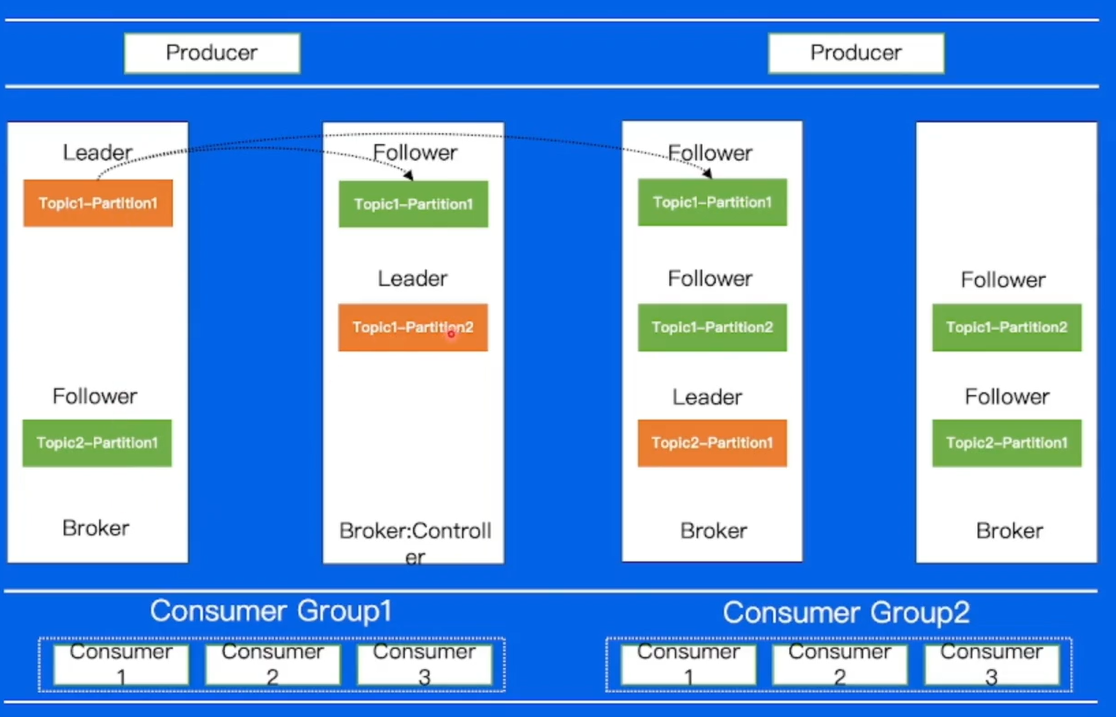 Producer
Producer
Leader
Topic1-Partition1
Follower
Topic2-Partition1
Broker
Follower
Topic1-Partition1
Leader
Topic1-Partition2
Broker:Controll
er
Follower
Topic1-Partition1
Follower
Topic1-Partition2
Leader
Topic2-Partition1
Broker
Follower
Topic1-Partition2
Follower
Topic2-Partition1
Broker
Consumer Group1
Consumer
1
Consumer
2
Consumer
3
Consumer Group2
Consumer
1
Consumer
2
Consumer
3